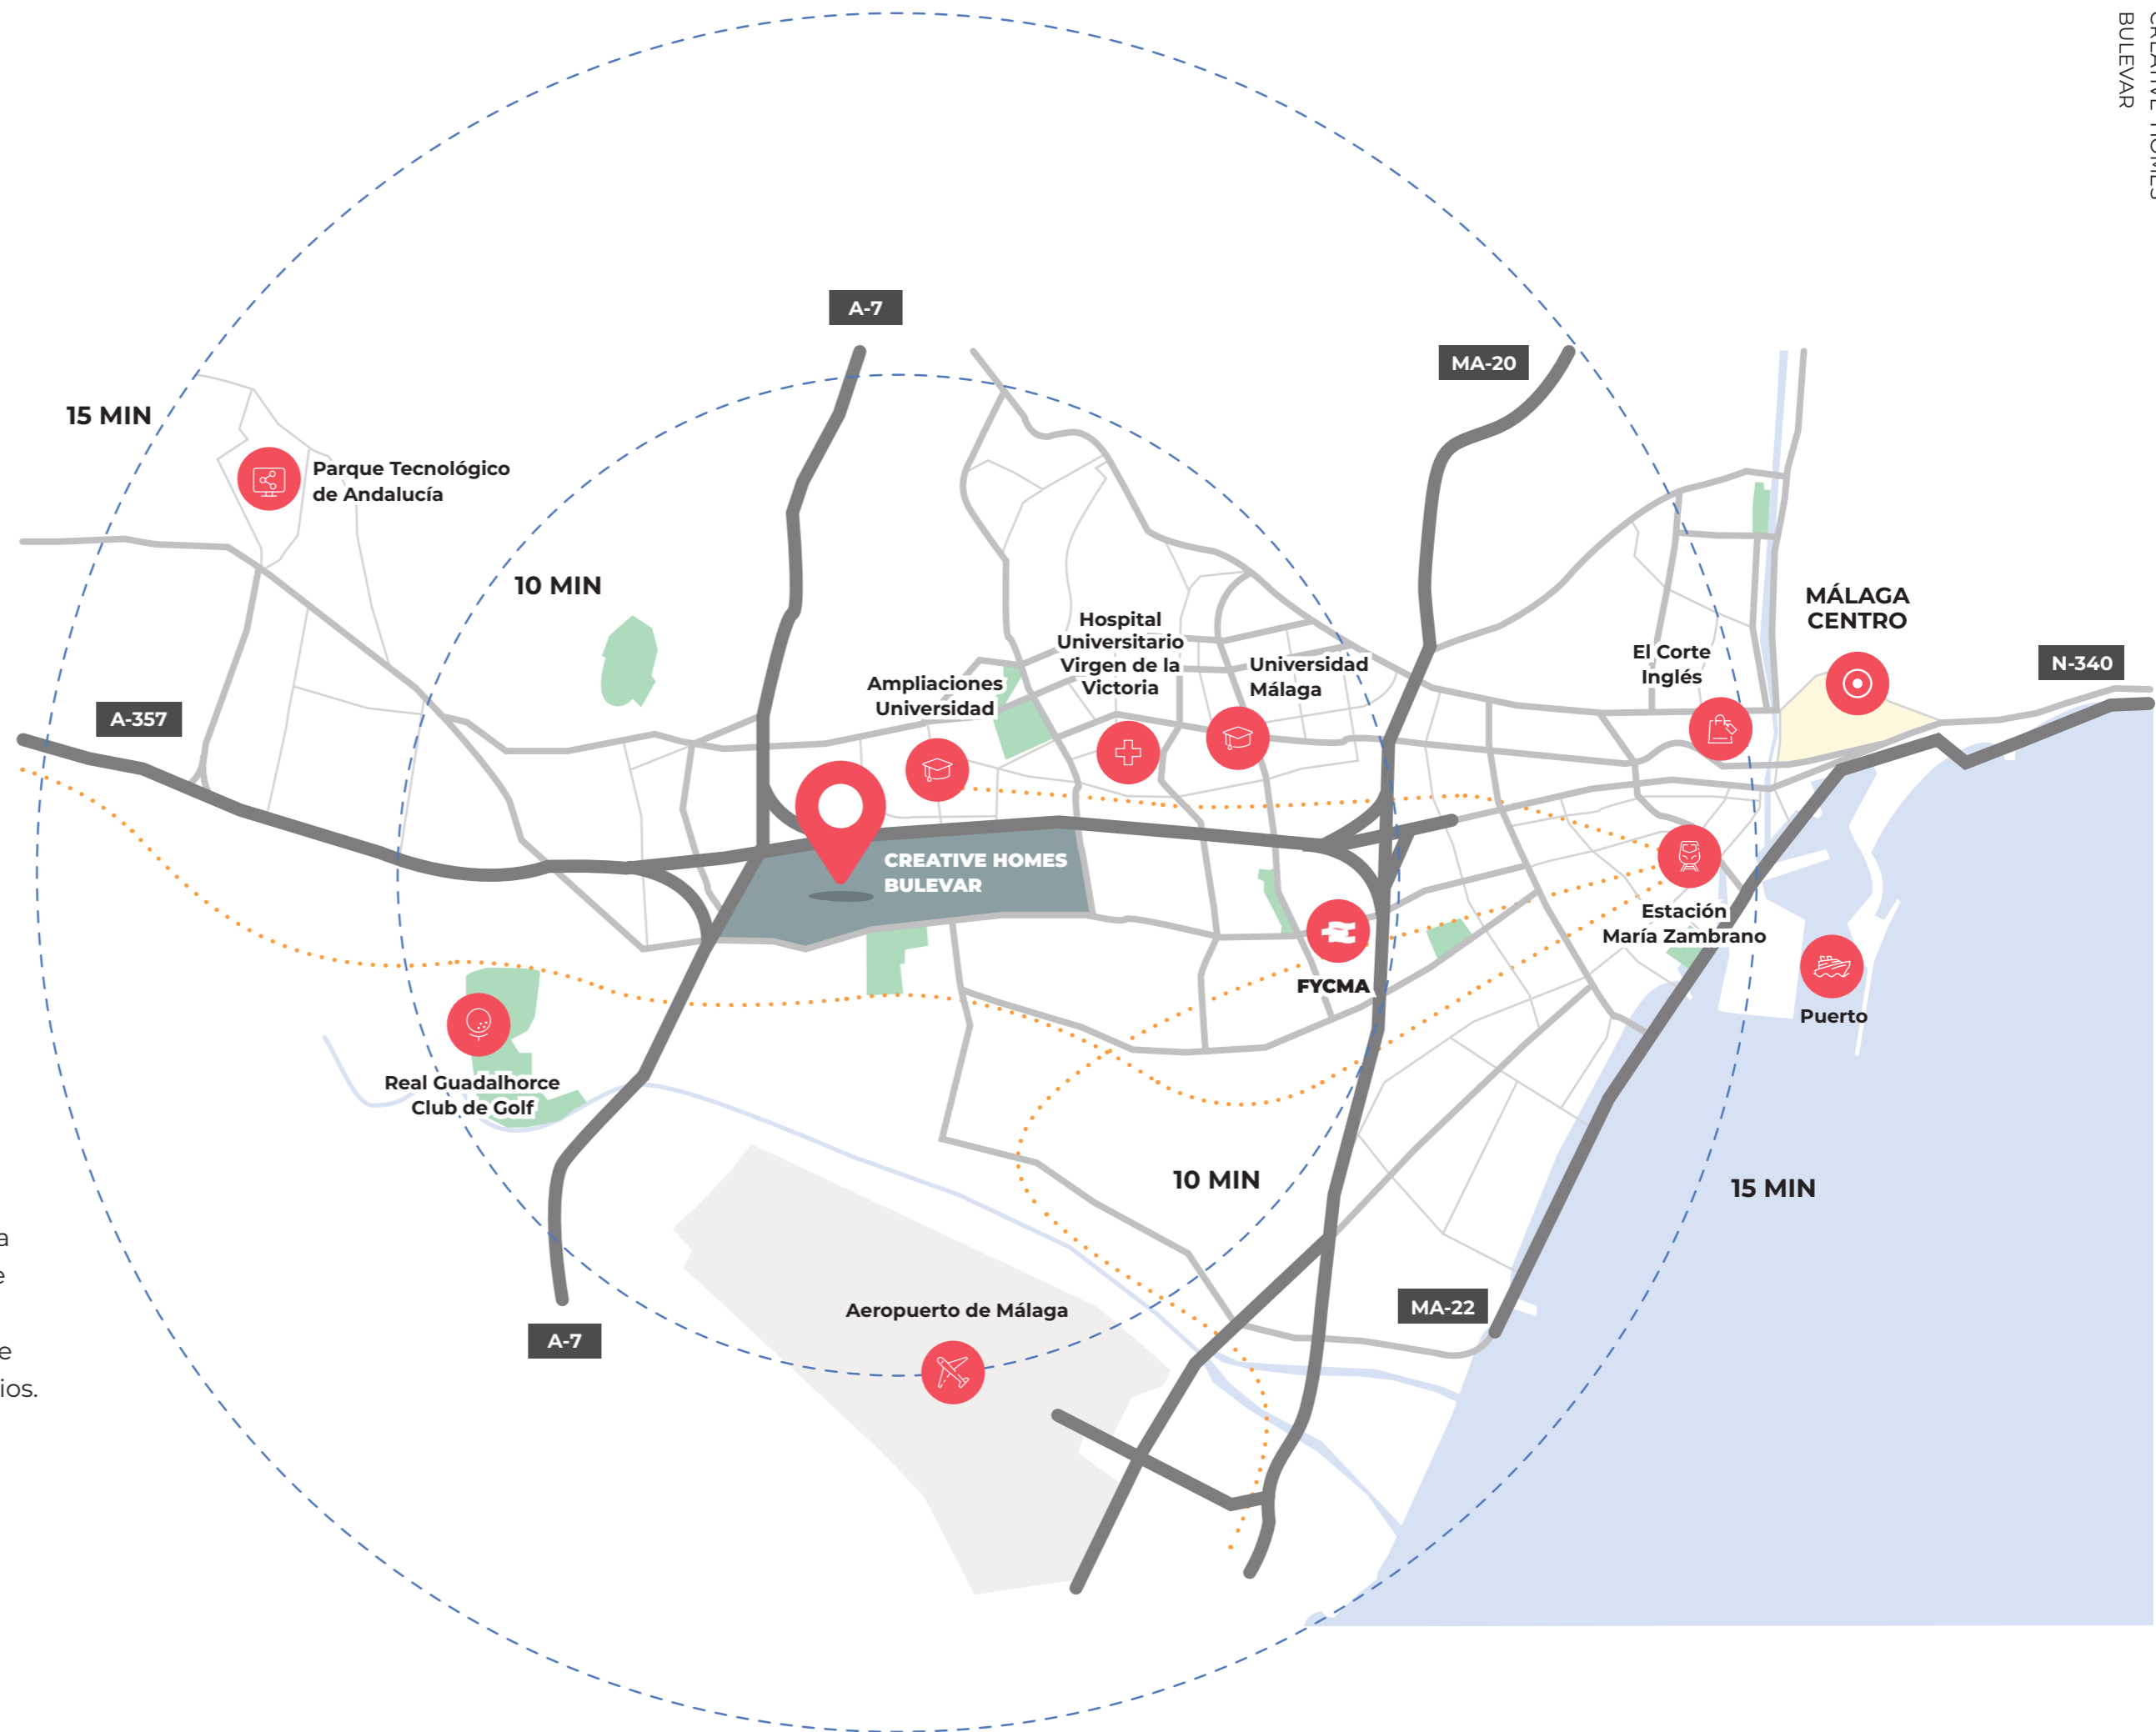 CREATIVE HOMES
BULEVAR
A-7
MA-20
15 MIN
Parque Tecnológico
de Andalucía
10 MIN
MÁLAGA
CENTRO
Hospital
Universitario
Virgen de la
Victoria
El Corte
Inglés
N-340
Universidad
Málaga
Ampliaciones
Universidad
A-357
CREATIVE HOMES
BULEVAR
Estación
María Zambrano
FYCMA
Puerto
Real Guadalhorce
Club de Golf
10 MIN
15 MIN
Aeropuerto de Málaga
MA-22
A-7